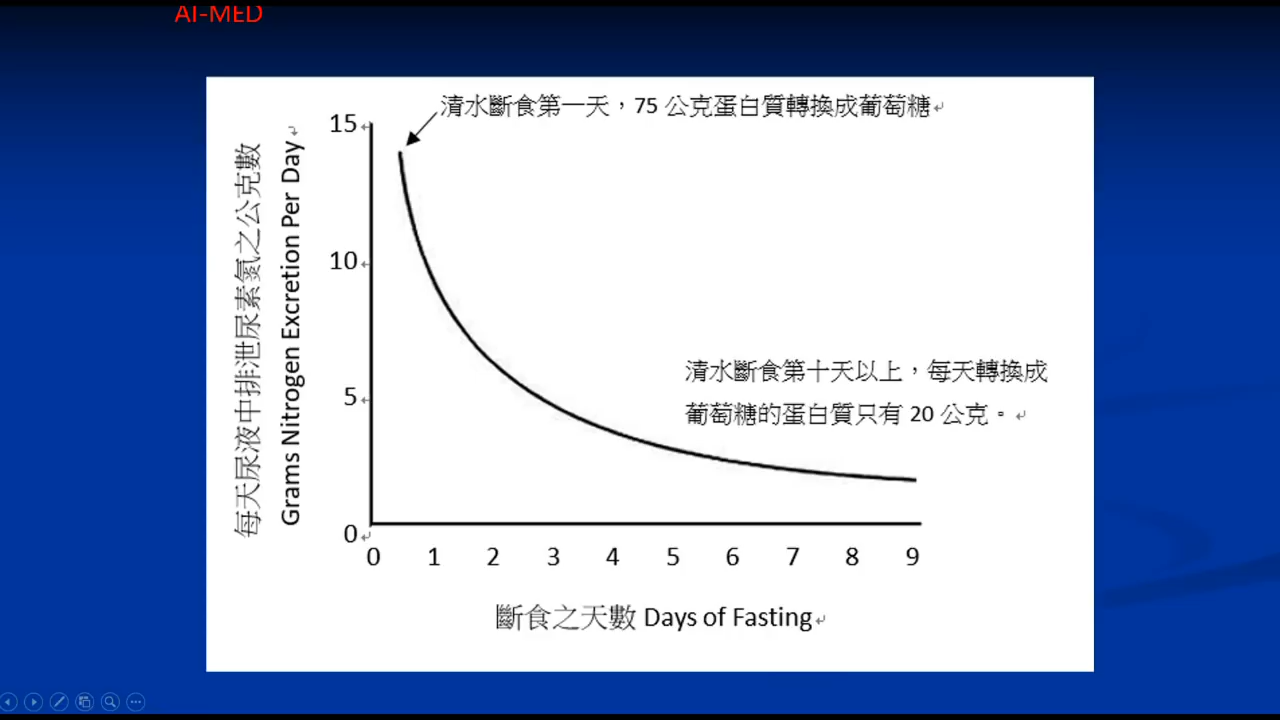 AI-MED
清水斷食第一天，75 公克蛋白質轉換成葡萄糖
每天尿液中排泄尿素氮之公克數
Grams Nitrogen Excretion Per Day
15
10
5
0
清水斷食第十天以上，每天轉換成
葡萄糖的蛋白質只有 20 公克。
0 1 2 3 4 5 6 7 8 9
斷食之天數 Days of Fasting